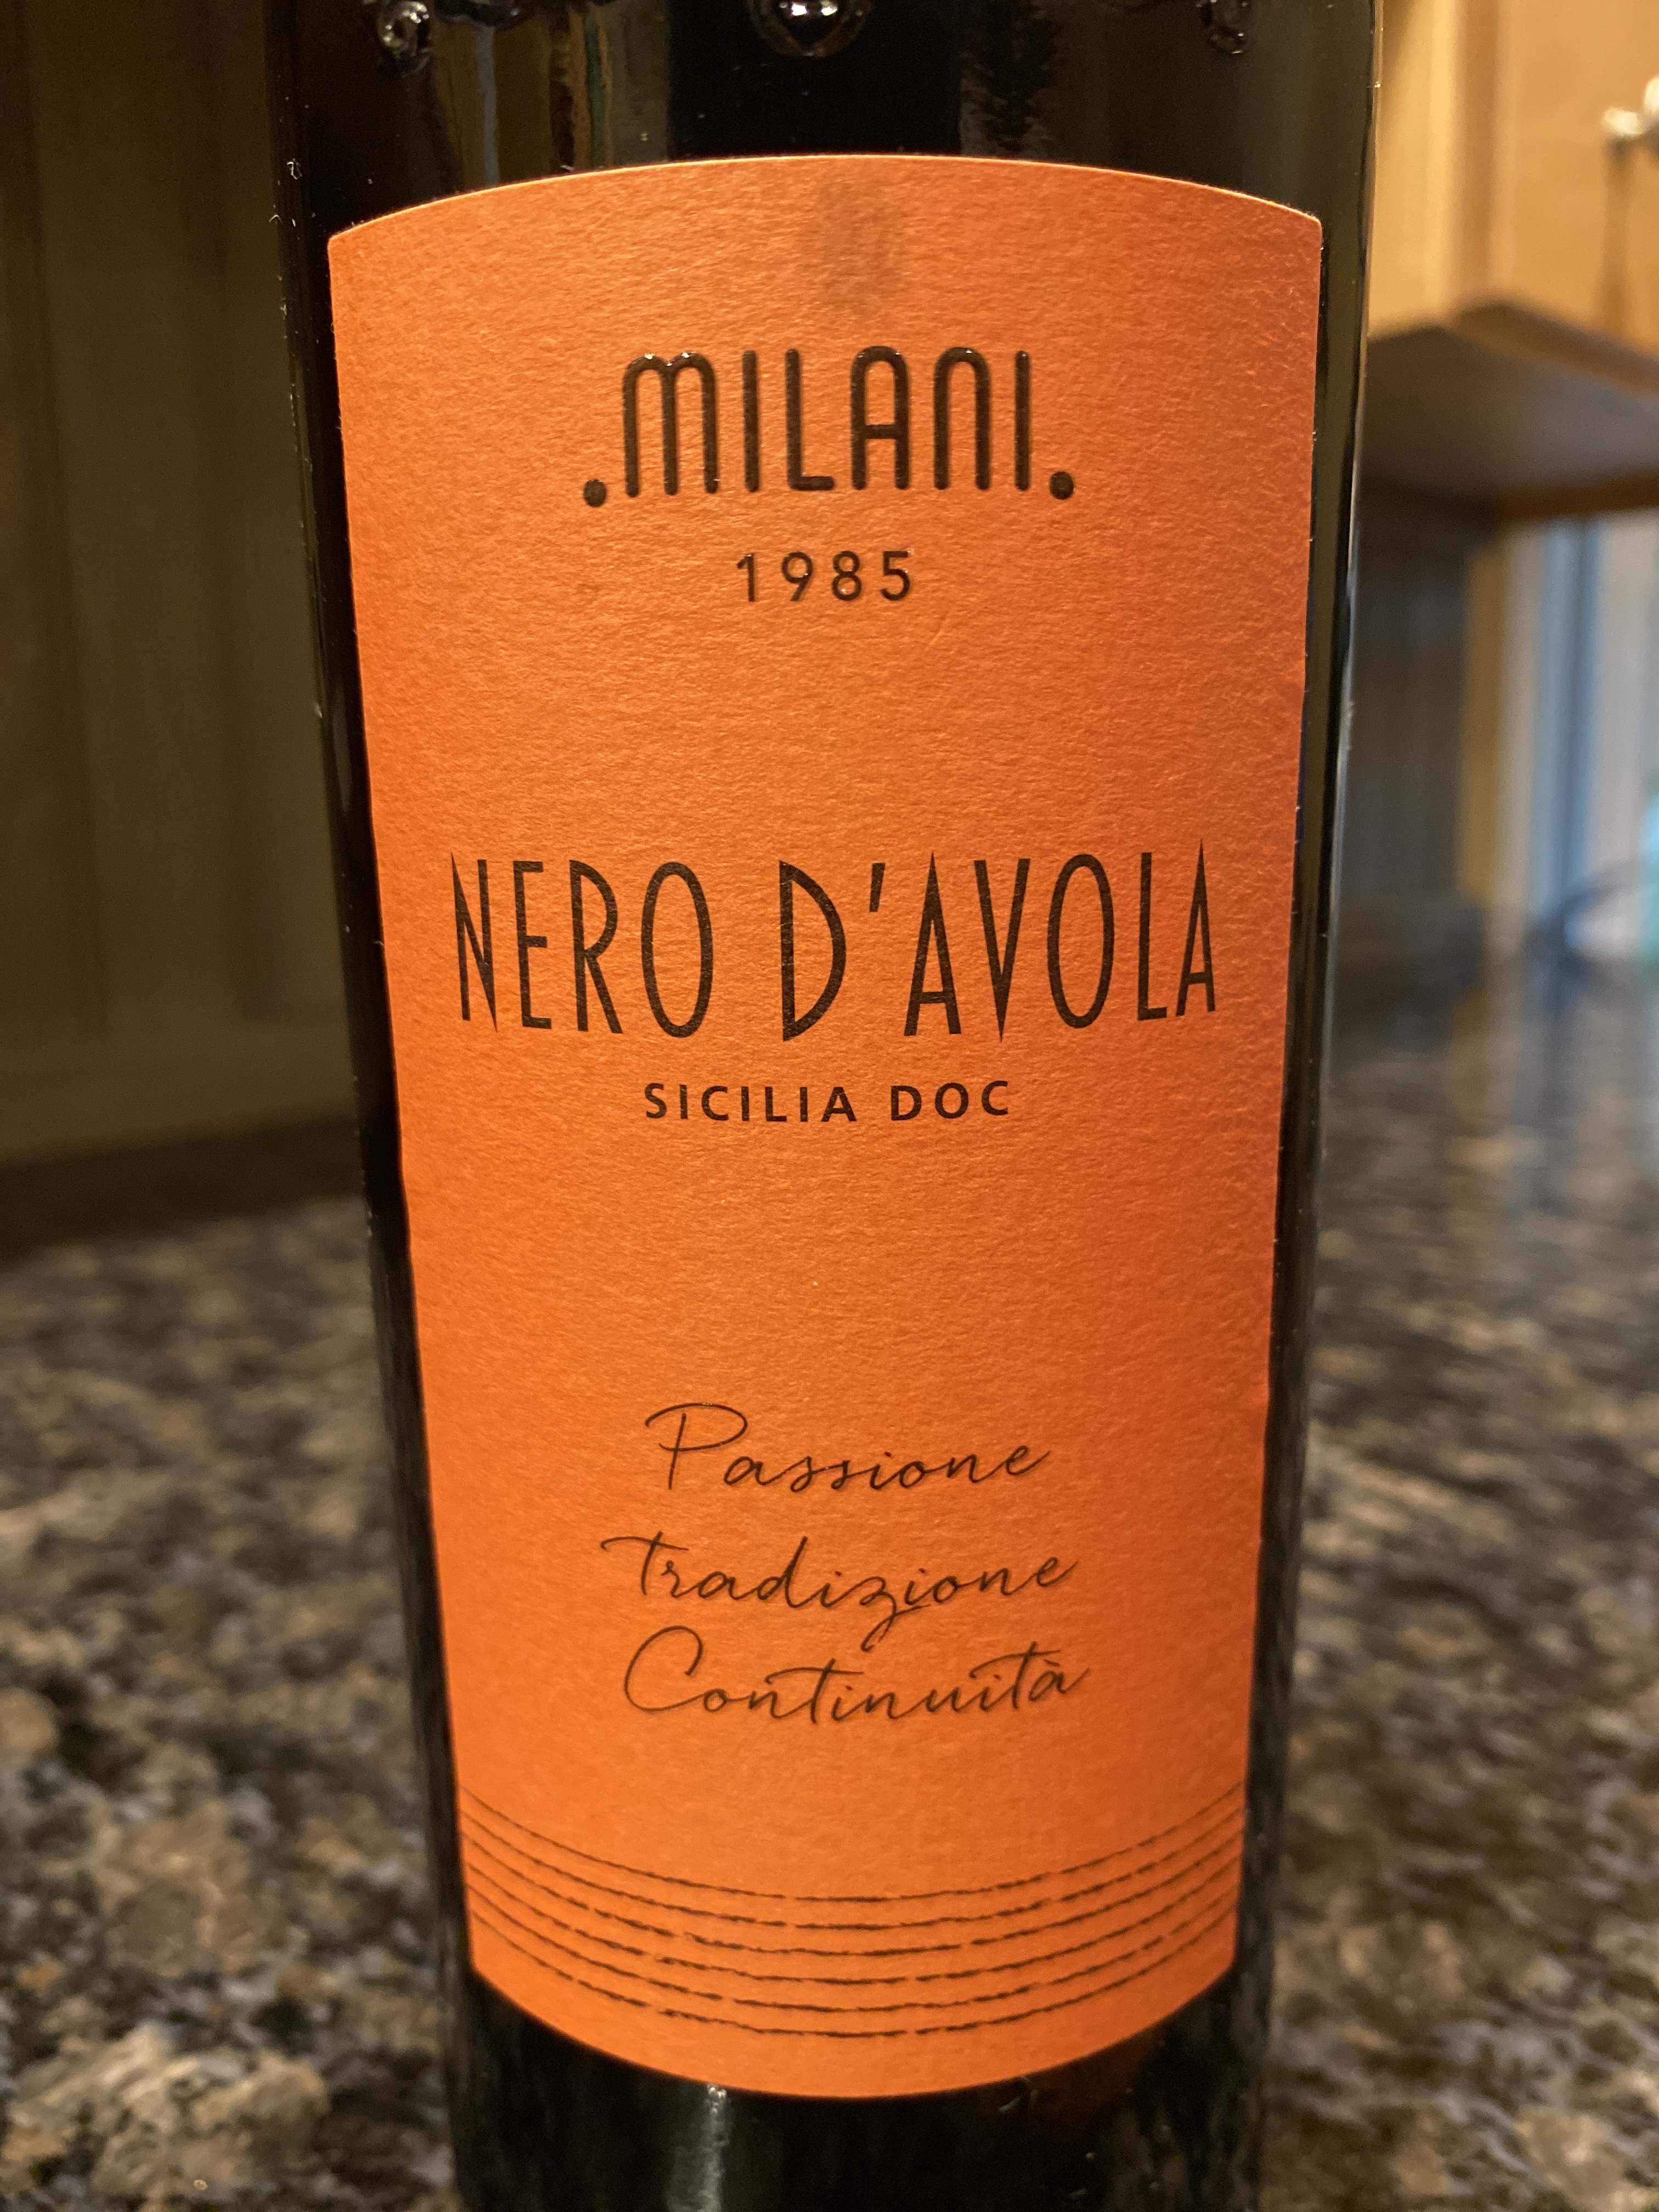 .MILANI.
1985
NERO D'AVOLA
SICILIA DOC
Passione
Tradizione
Continuità